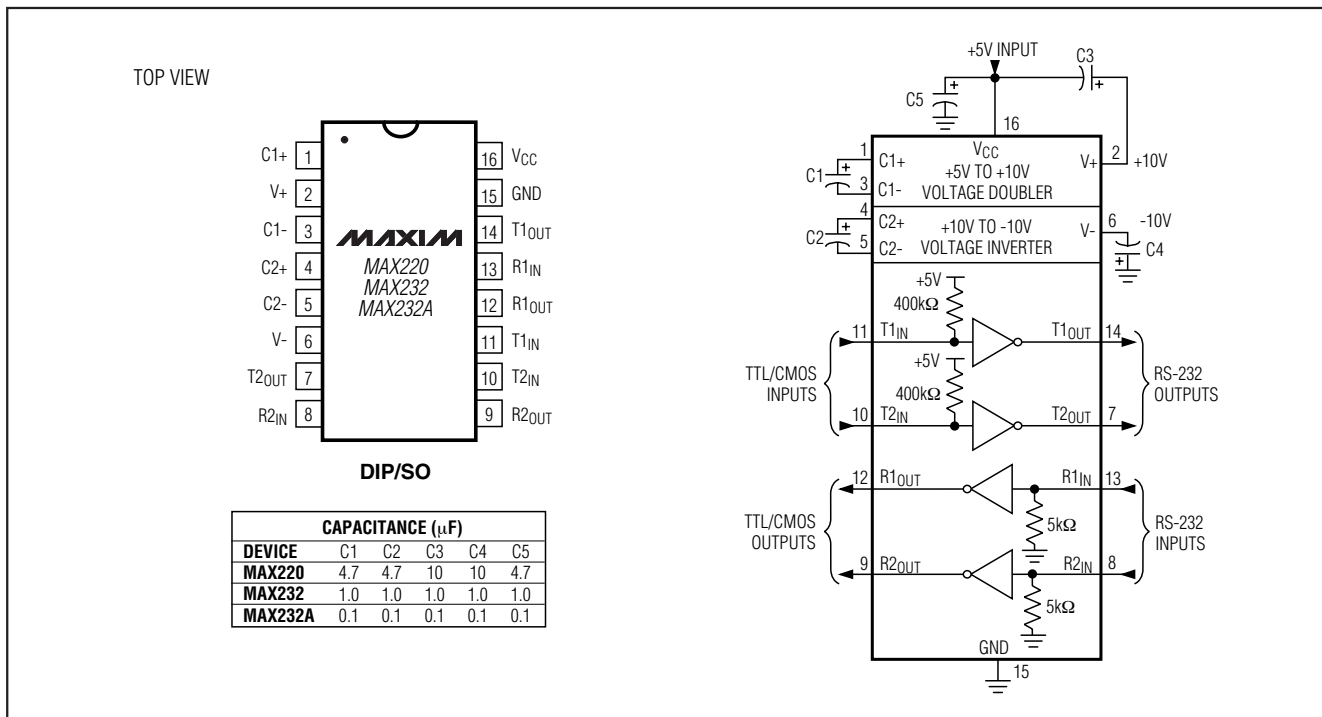 TOP VIEW
C1+ 1
V+ 2
C1- 3
C2+ 4
C2- 5
V- 6
T2OUT 7
R2IN 8
16 VCC
15 GND
14 T1OUT
13 R1IN
12 R1OUT
11 T1IN
10 T2IN
9 R2OUT
MAXIM
MAX220
MAX232
MAX232A
DIP/SO
CAPACITANCE (µF)
DEVICE C1 C2 C3 C4 C5
MAX220 4.7 4.7 10 10 4.7
MAX232 1.0 1.0 1.0 1.0 1.0
MAX232A 0.1 0.1 0.1 0.1 0.1
+5V INPUT
C3
+
C5
+
16
VCC
+5V TO +10V
VOLTAGE DOUBLER
1
C1+
C1
+
3
C1-
V+
2
+10V
4
C2+
C2
+
5
C2-
+10V TO -10V
VOLTAGE INVERTER
V-
6
-10V
C4
+
+5V
400kΩ
11 T1IN
T1OUT 14
+5V
400kΩ
10 T2IN
T2OUT 7
TTL/CMOS
INPUTS
RS-232
OUTPUTS
12 R1OUT
R1IN 13
5kΩ
9 R2OUT
R2IN 8
5kΩ
TTL/CMOS
OUTPUTS
RS-232
INPUTS
GND
15